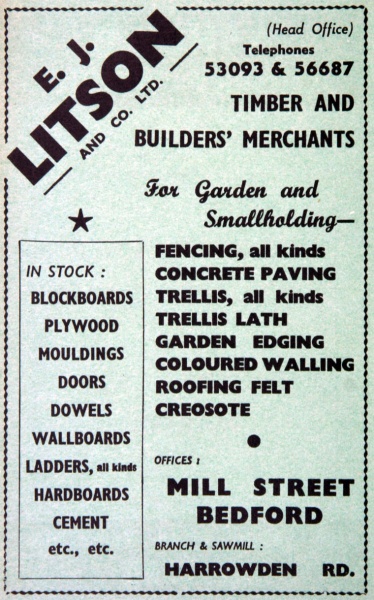 E. J.
LITSON
AND CO. LTD.
(Head Office)
Telephones
53093 & 56687
TIMBER AND
BUILDERS' MERCHANTS
For Garden and
Smallholding—
IN STOCK :
BLOCKBOARDS
PLYWOOD
MOULDINGS
DOORS
DOWELS
WALLBOARDS
LADDERS, all kinds
HARDBOARDS
CEMENT
etc., etc.
FENCING, all kinds
CONCRETE PAVING
TRELLIS, all kinds
TRELLIS LATH
GARDEN EDGING
COLOURED WALLING
ROOFING FELT
CREOSOTE
OFFICES :
MILL STREET
BEDFORD
BRANCH & SAWMILL :
HARROWDEN RD.